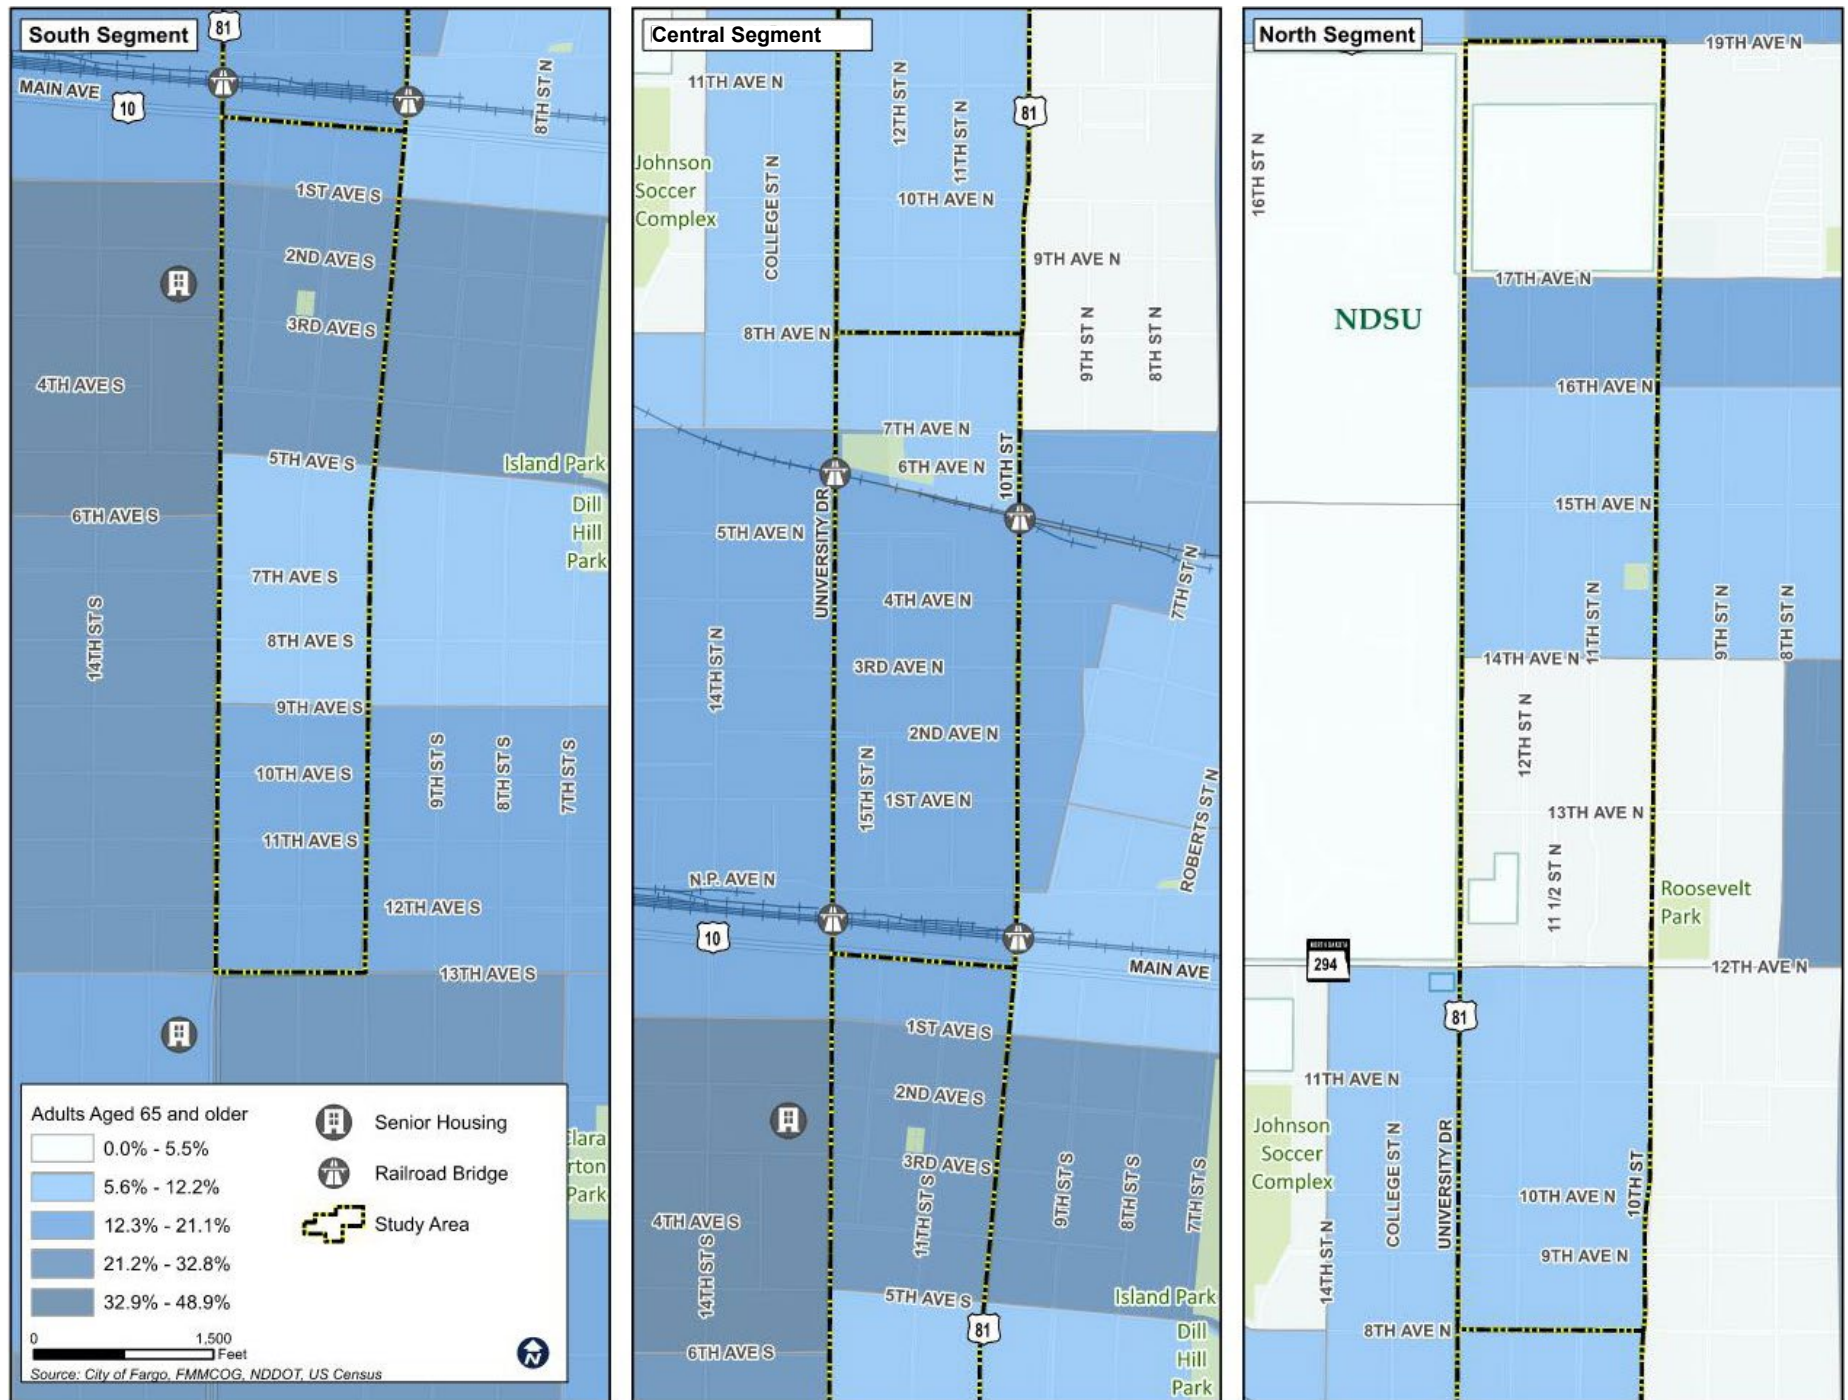 South Segment
81
MAIN AVE
10
8TH ST N
1ST AVE S
2ND AVE S
3RD AVE S
4TH AVE S
5TH AVE S
Island Park
6TH AVE S
Dill
Hill
Park
7TH AVE S
14TH ST S
8TH AVE S
9TH AVE S
9TH ST S
8TH ST S
7TH ST S
10TH AVE S
11TH AVE S
12TH AVE S
13TH AVE S
Adults Aged 65 and older
0.0% - 5.5%
5.6% - 12.2%
12.3% - 21.1%
21.2% - 32.8%
32.9% - 48.9%
Senior Housing
Railroad Bridge
Study Area
lara
rton
Park
0
1,500
Feet
N
Source: City of Fargo, FMMCOG, NDDOT, US Census
Central Segment
11TH AVE N
12TH ST N
11TH ST N
81
Johnson
Soccer
Complex
COLLEGE ST N
10TH AVE N
9TH AVE N
8TH AVE N
9TH ST N
8TH ST N
7TH AVE N
6TH AVE N
10TH ST
UNIVERSITY DR
5TH AVE N
7TH ST N
4TH AVE N
14TH ST N
3RD AVE N
2ND AVE N
15TH ST N
1ST AVE N
ROBERTS ST N
N.P. AVE N
10
MAIN AVE
1ST AVE S
2ND AVE S
3RD AVE S
11TH ST S
9TH ST S
8TH ST S
7TH ST S
4TH AVE S
14TH ST S
5TH AVE S
Island Park
81
Dill
Hill
Park
6TH AVE S
North Segment
19TH AVE N
16TH ST N
17TH AVE N
NDSU
16TH AVE N
15TH AVE N
11TH ST N
9TH ST N
8TH ST N
14TH AVE N
12TH ST N
13TH AVE N
11 1/2 ST N
Roosevelt
Park
NORTH DAKOTA
294
12TH AVE N
81
11TH AVE N
Johnson
Soccer
Complex
COLLEGE ST N
UNIVERSITY DR
10TH ST
10TH AVE N
14TH ST N
9TH AVE N
8TH AVE N